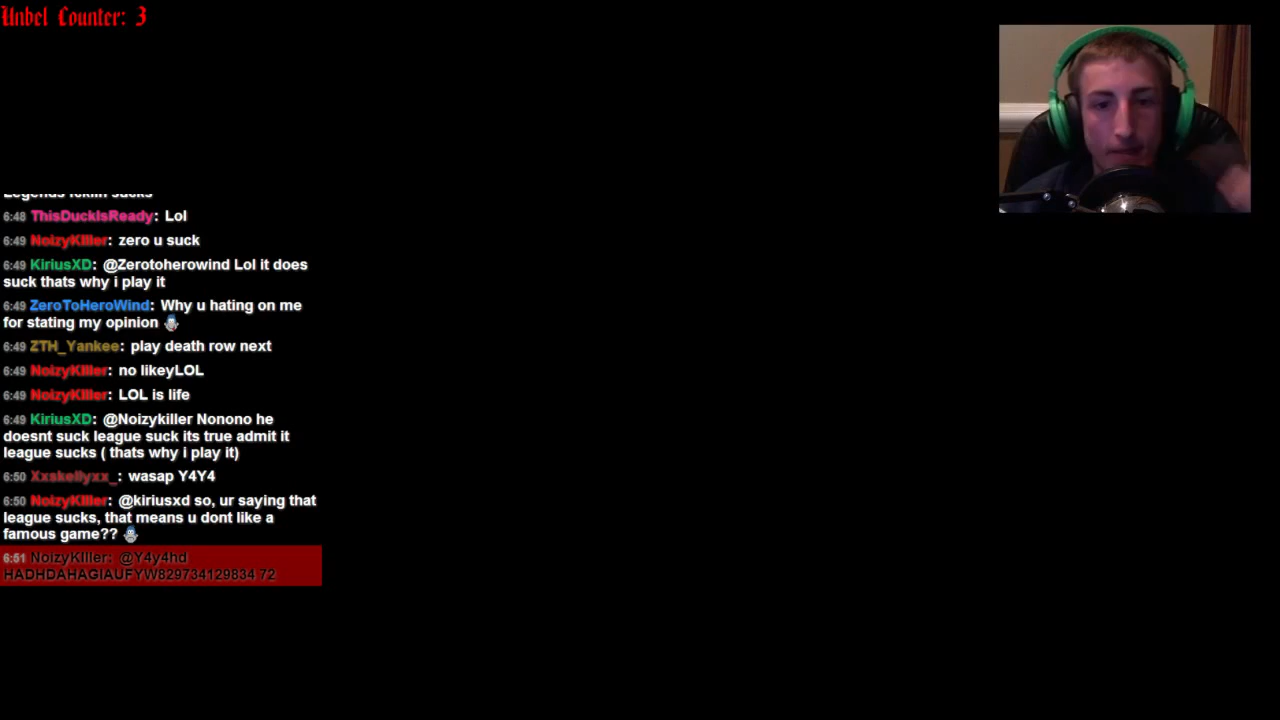 Unbel Counter: 3
Legends fckin sucks
6:48 ThisDuckIsReady: Lol
6:49 NoizyKIller: zero u suck
6:49 KiriusXD: @Zerotoherowind Lol it does
suck thats why i play it
6:49 ZeroToHeroWind: Why u hating on me
for stating my opinion
6:49 ZTH_Yankee: play death row next
6:49 NoizyKIller: no likeyLOL
6:49 NoizyKIller: LOL is life
6:49 KiriusXD: @Noizykiller Nonono he
doesnt suck league suck its true admit it
league sucks ( thats why i play it)
6:50 Xxskellyxx_: wasap Y4Y4
6:50 NoizyKIller: @kiriusxd so, ur saying that
league sucks, that means u dont like a
famous game??
6:51 NoizyKIller: @Y4y4hd
HADHDAHAGIAUFYW829734129834 72